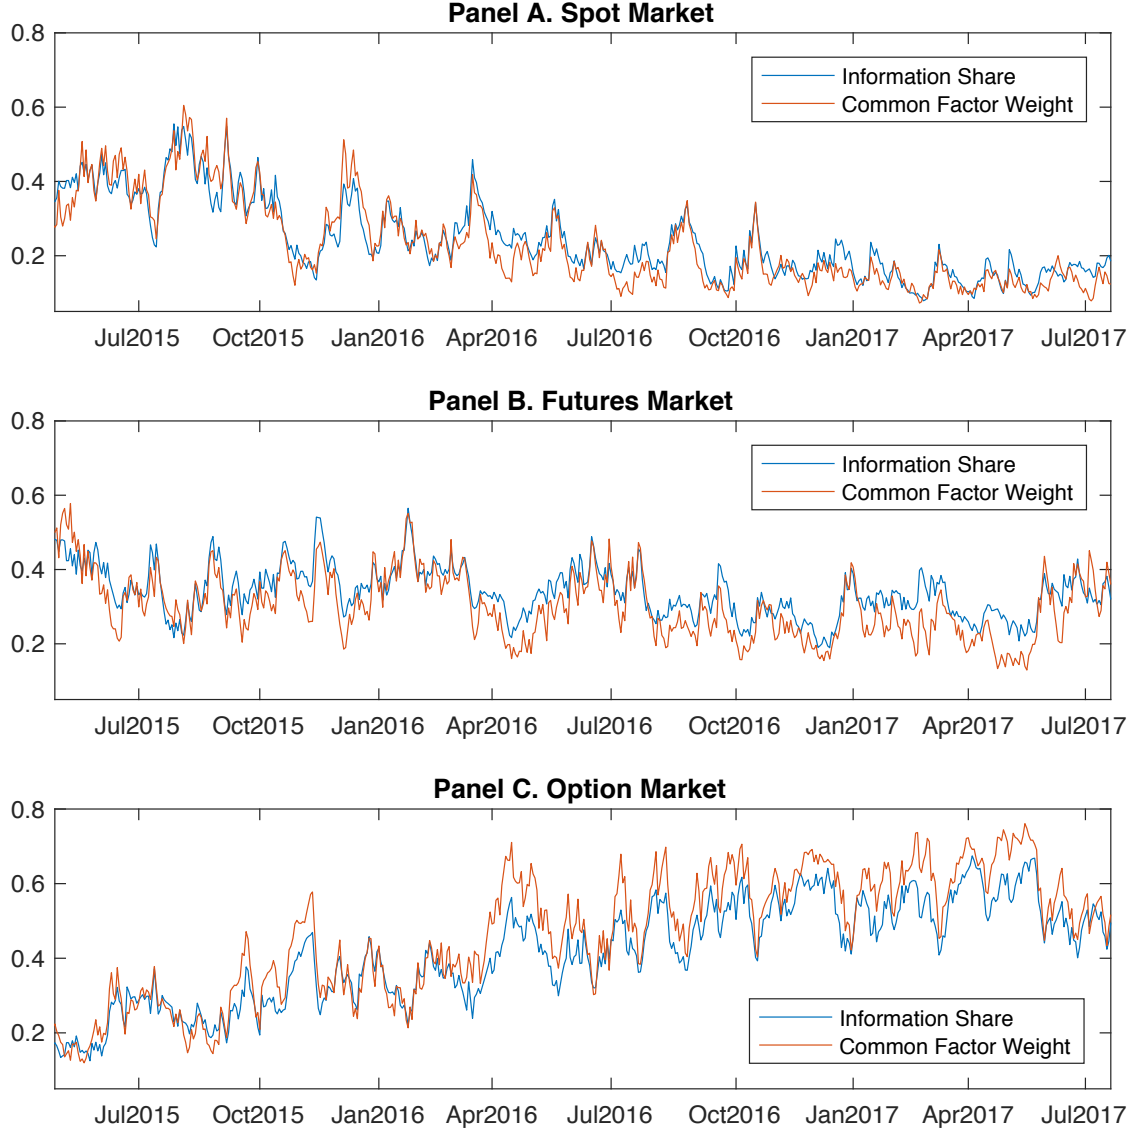 Panel A. Spot Market
0.8
0.6
0.4
0.2
Information Share
Common Factor Weight
Jul2015 Oct2015 Jan2016 Apr2016 Jul2016 Oct2016 Jan2017 Apr2017 Jul2017
Panel B. Futures Market
0.8
0.6
0.4
0.2
Information Share
Common Factor Weight
Jul2015 Oct2015 Jan2016 Apr2016 Jul2016 Oct2016 Jan2017 Apr2017 Jul2017
Panel C. Option Market
0.8
0.6
0.4
0.2
Information Share
Common Factor Weight
Jul2015 Oct2015 Jan2016 Apr2016 Jul2016 Oct2016 Jan2017 Apr2017 Jul2017